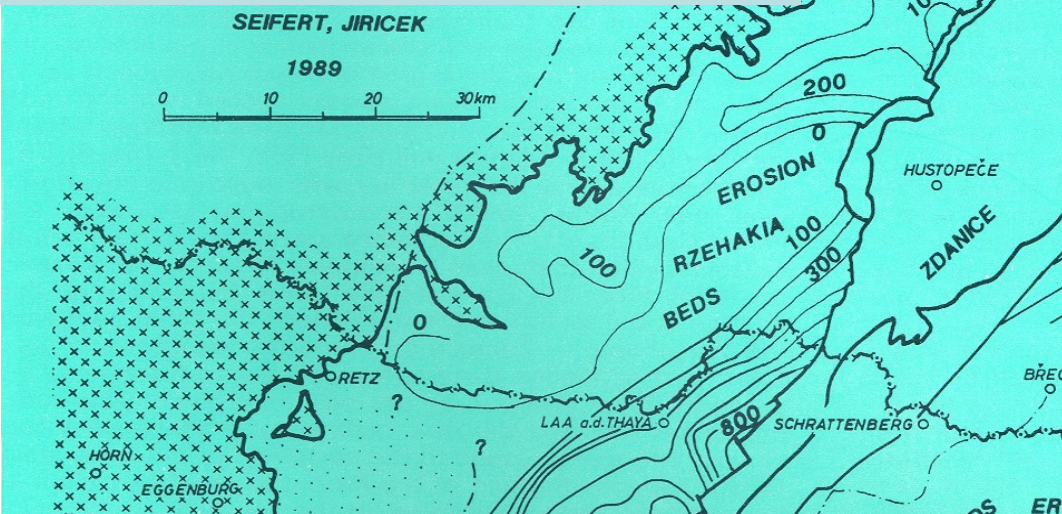 SEIFERT, JIRICEK
1989
0 10 20 30km
200
0
HUSTOPEČE
EROSION
RZEHAKIA
BEDS
100
300
100
ZDANICE
0
RETZ
?
?
LAA a.d.THAYA
800
SCHRATTENBERG
HORN
EGGENBURG